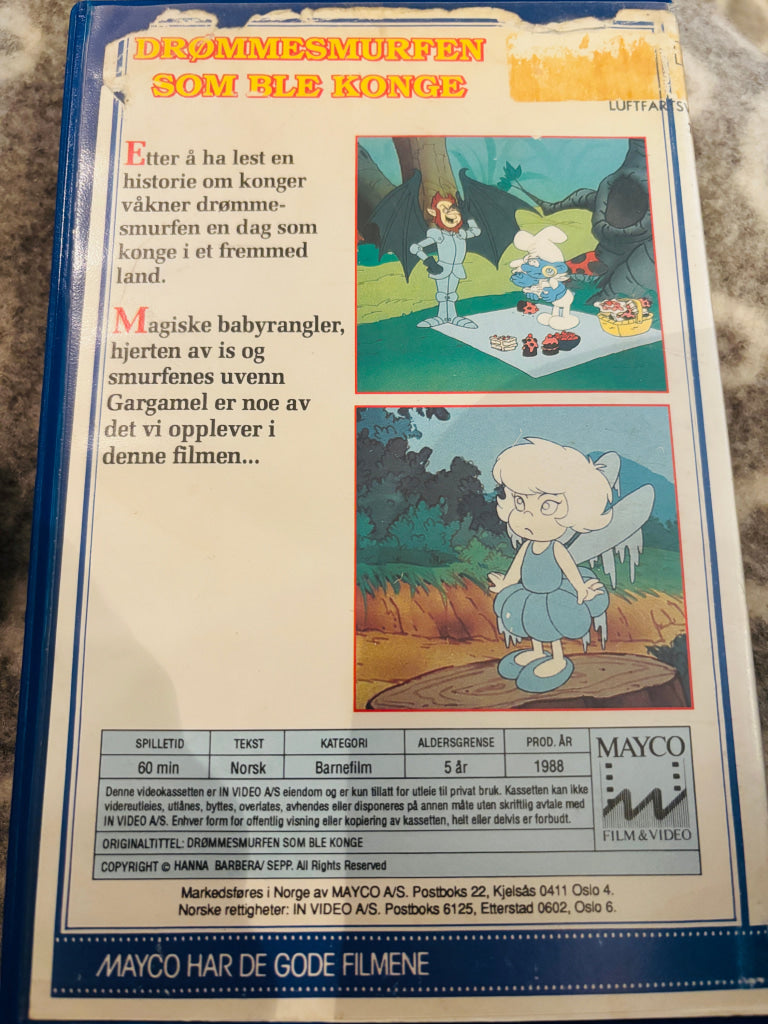 DRØMMESMURFEN
SOM BLE KONGE
LUFTFARTS
Etter å ha lest en
historie om konger
våkner drømme-
smurfen en dag som
konge i et fremmed
land.
Magiske babyrangler,
hjerten av is og
smurfenes uvenn
Gargamel er noe av
det vi opplever i
denne filmen...
SPILLETID TEKST KATEGORI ALDERSGRENSE PROD. ÅR
60 min Norsk Barnefilm 5 år 1988
Denne videokassetten er IN VIDEO A/S eiendom og er kun tillatt for utleie til privat bruk. Kassetten kan ikke
videreutleies, utlånes, byttes, overlates, avhendes eller disponeres på annen måte uten skriftlig avtale med
IN VIDEO A/S. Enhver form for offentlig visning eller kopiering av kassetten, helt eller delvis er forbudt.
ORIGINALTITTEL: DRØMMESMURFEN SOM BLE KONGE
COPYRIGHT © HANNA BARBERA/ SEPP. All Rights Reserved
MAYCO
FILM & VIDEO
Markedsføres i Norge av MAYCO A/S. Postboks 22, Kjelsås 0411 Oslo 4.
Norske rettigheter: IN VIDEO A/S. Postboks 6125, Etterstad 0602, Oslo 6.
MAYCO HAR DE GODE FILMENE